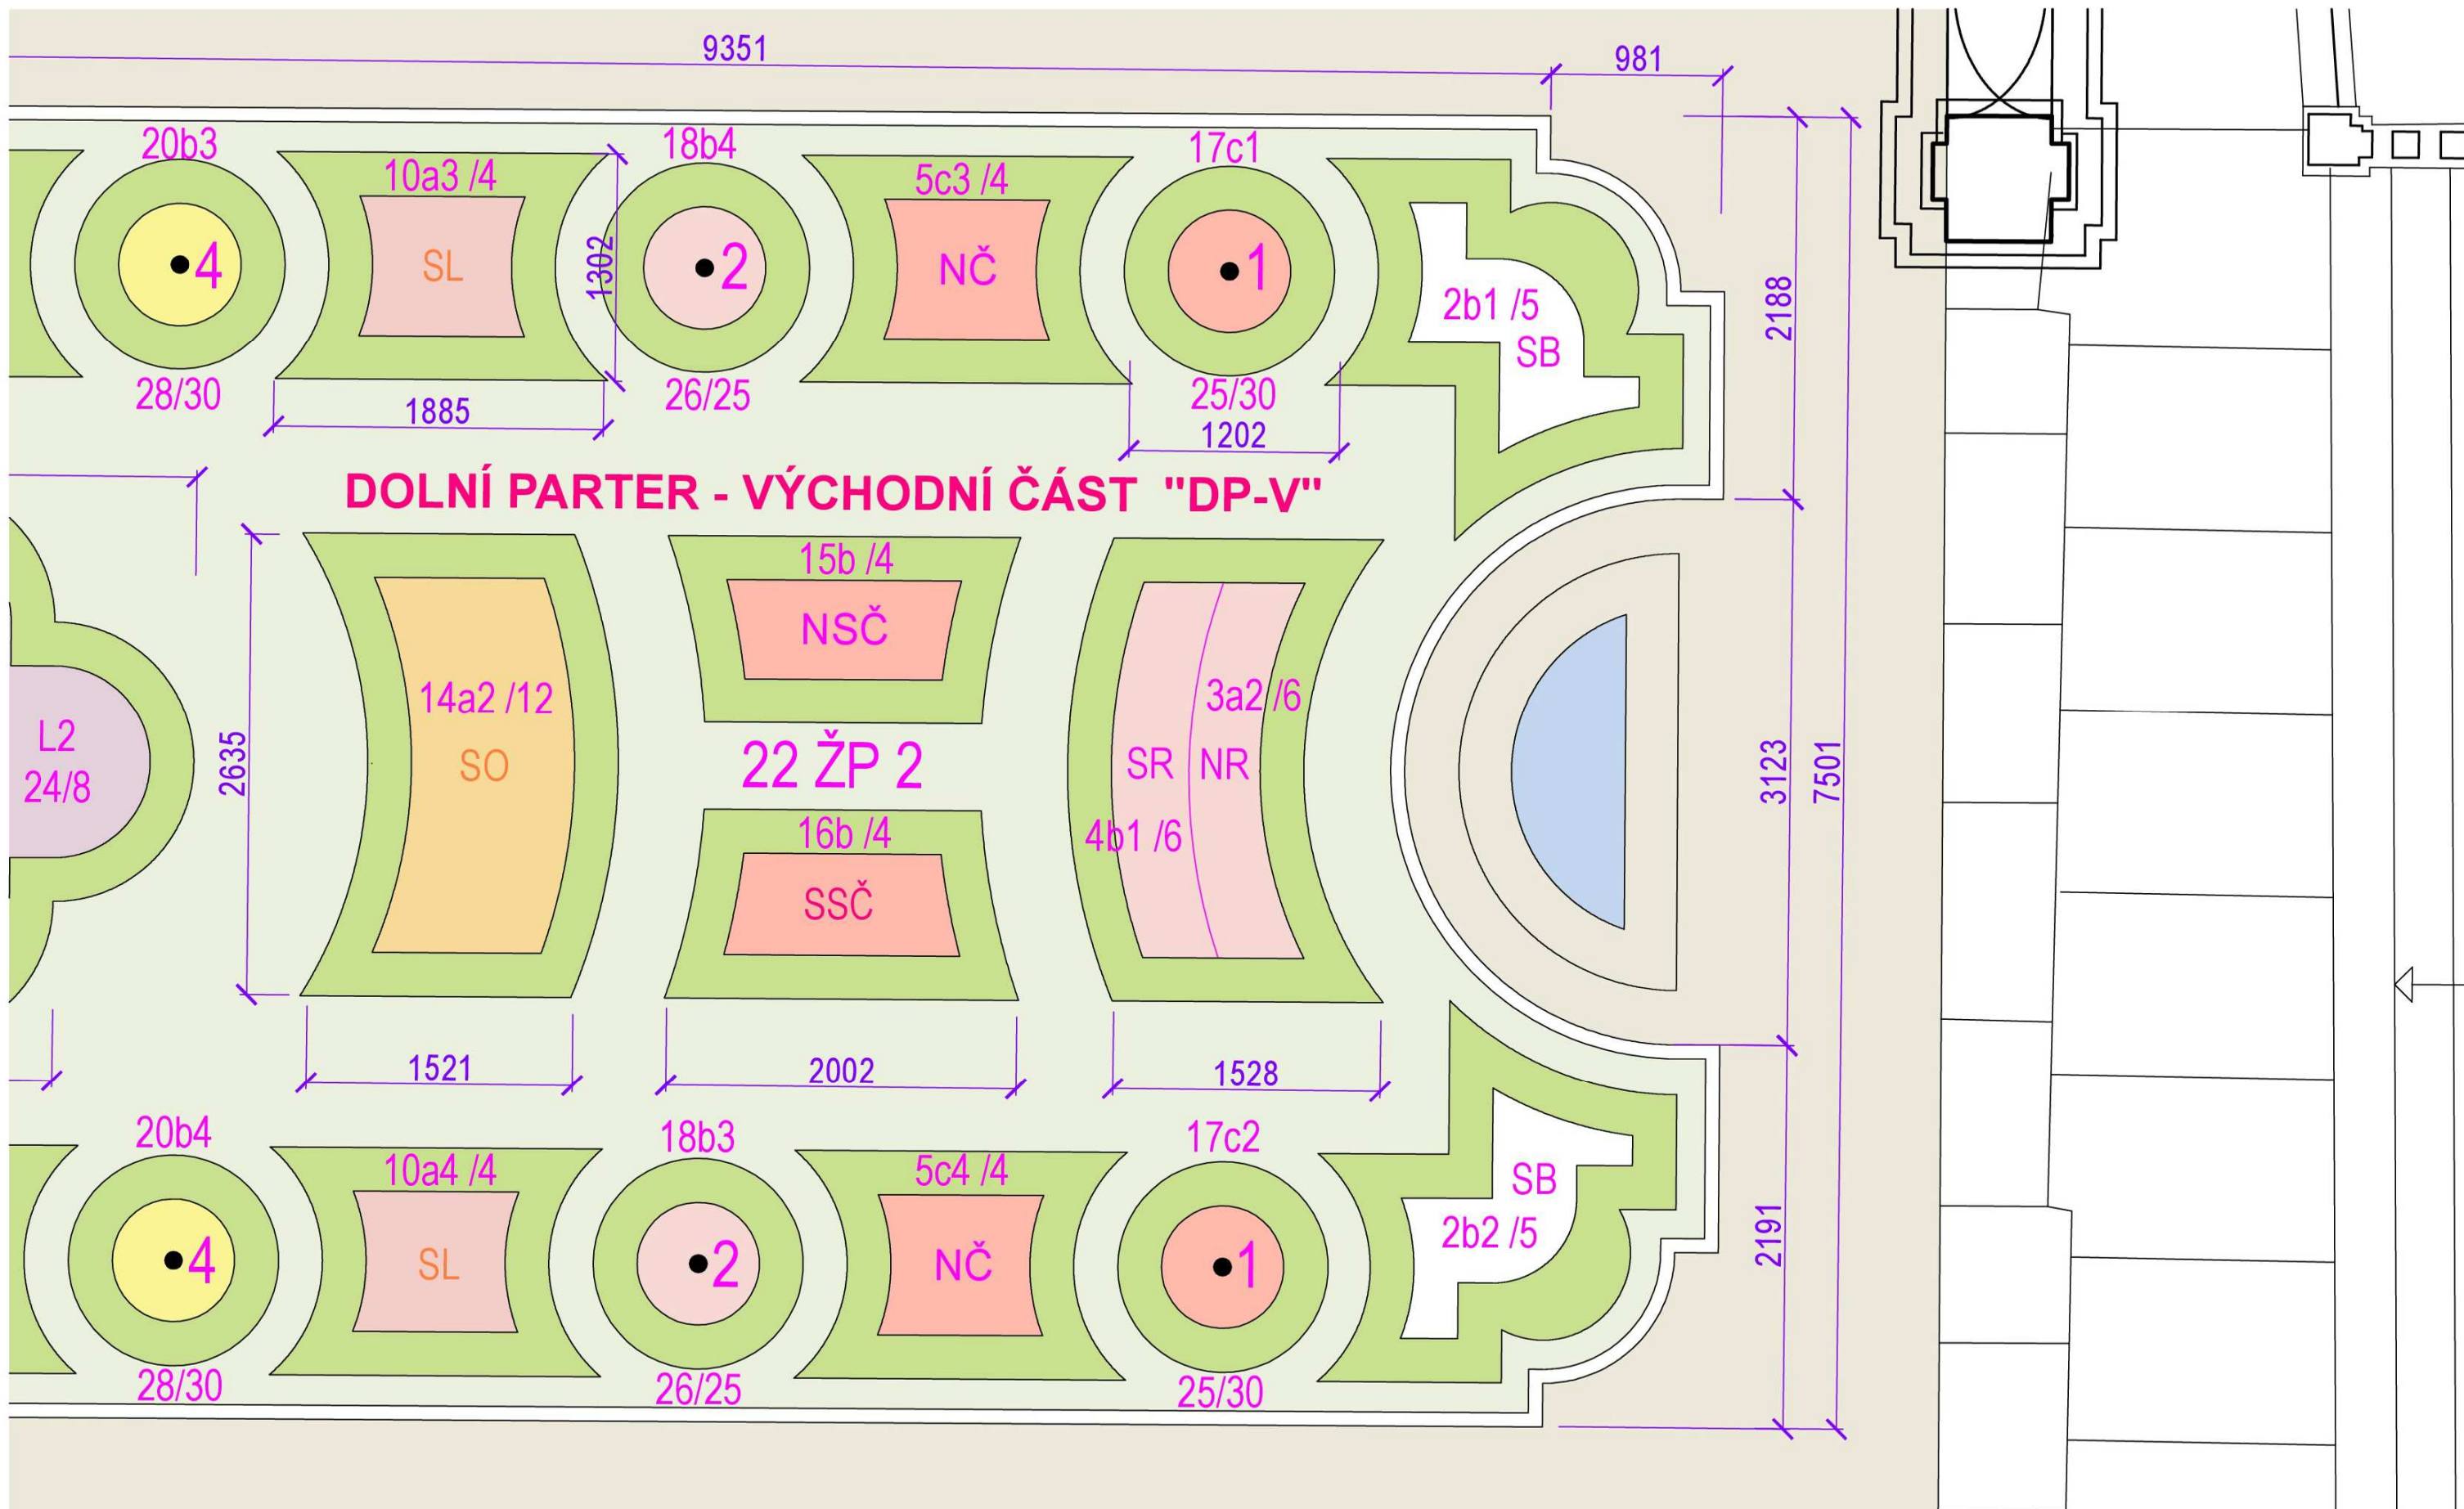 9351
981
20b3
18b4
17c1
10a3 /4
5c3 /4
4
SL
1302
2
NČ
1
2b1 /5
SB
2188
28/30
1885
26/25
25/30
1202
DOLNÍ PARTER - VÝCHODNÍ ČÁST "DP-V"
15b /4
NSČ
14a2 /12
SO
3a2 /6
L2
24/8
2635
22 ŽP 2
SR
NR
3123
7501
16b /4
4b1 /6
SSČ
1521
2002
1528
20b4
18b3
17c2
10a4 /4
5c4 /4
SB
2b2 /5
2191
4
SL
2
NČ
1
28/30
26/25
25/30